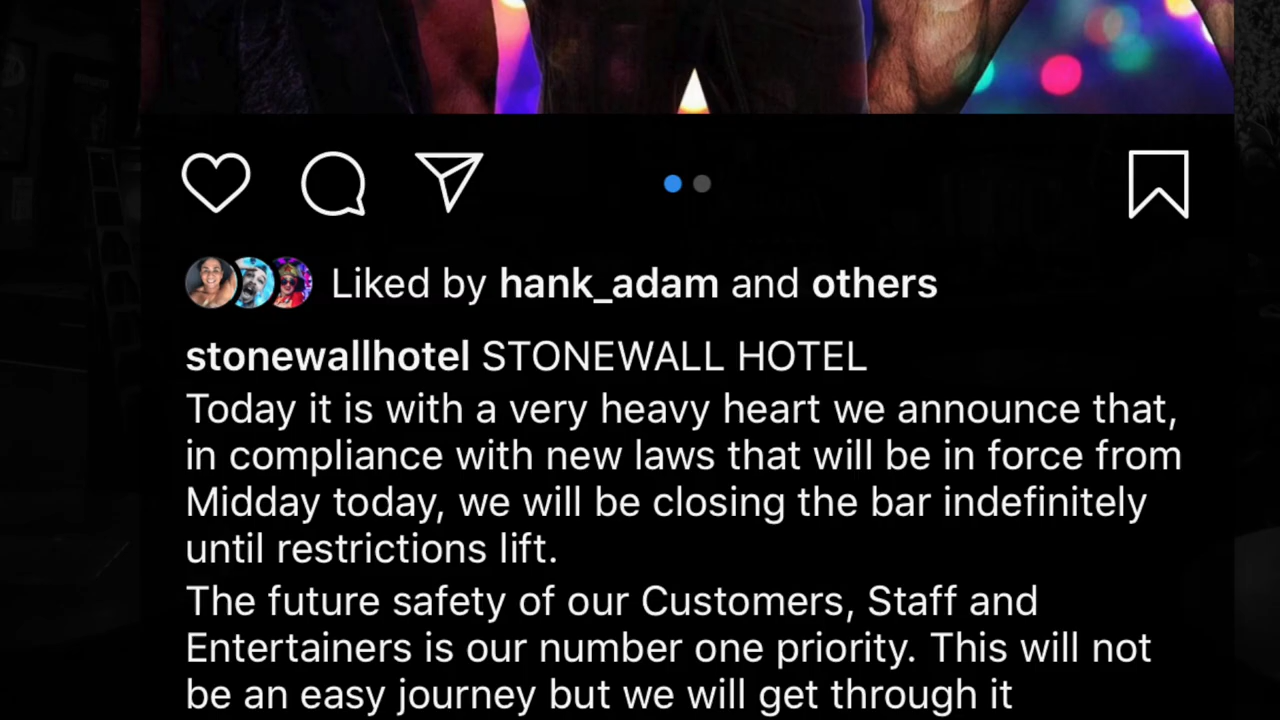 Liked by hank_adam and others
stonewallhotel STONEWALL HOTEL
Today it is with a very heavy heart we announce that,
in compliance with new laws that will be in force from
Midday today, we will be closing the bar indefinitely
until restrictions lift.
The future safety of our Customers, Staff and
Entertainers is our number one priority. This will not
be an easy journey but we will get through it